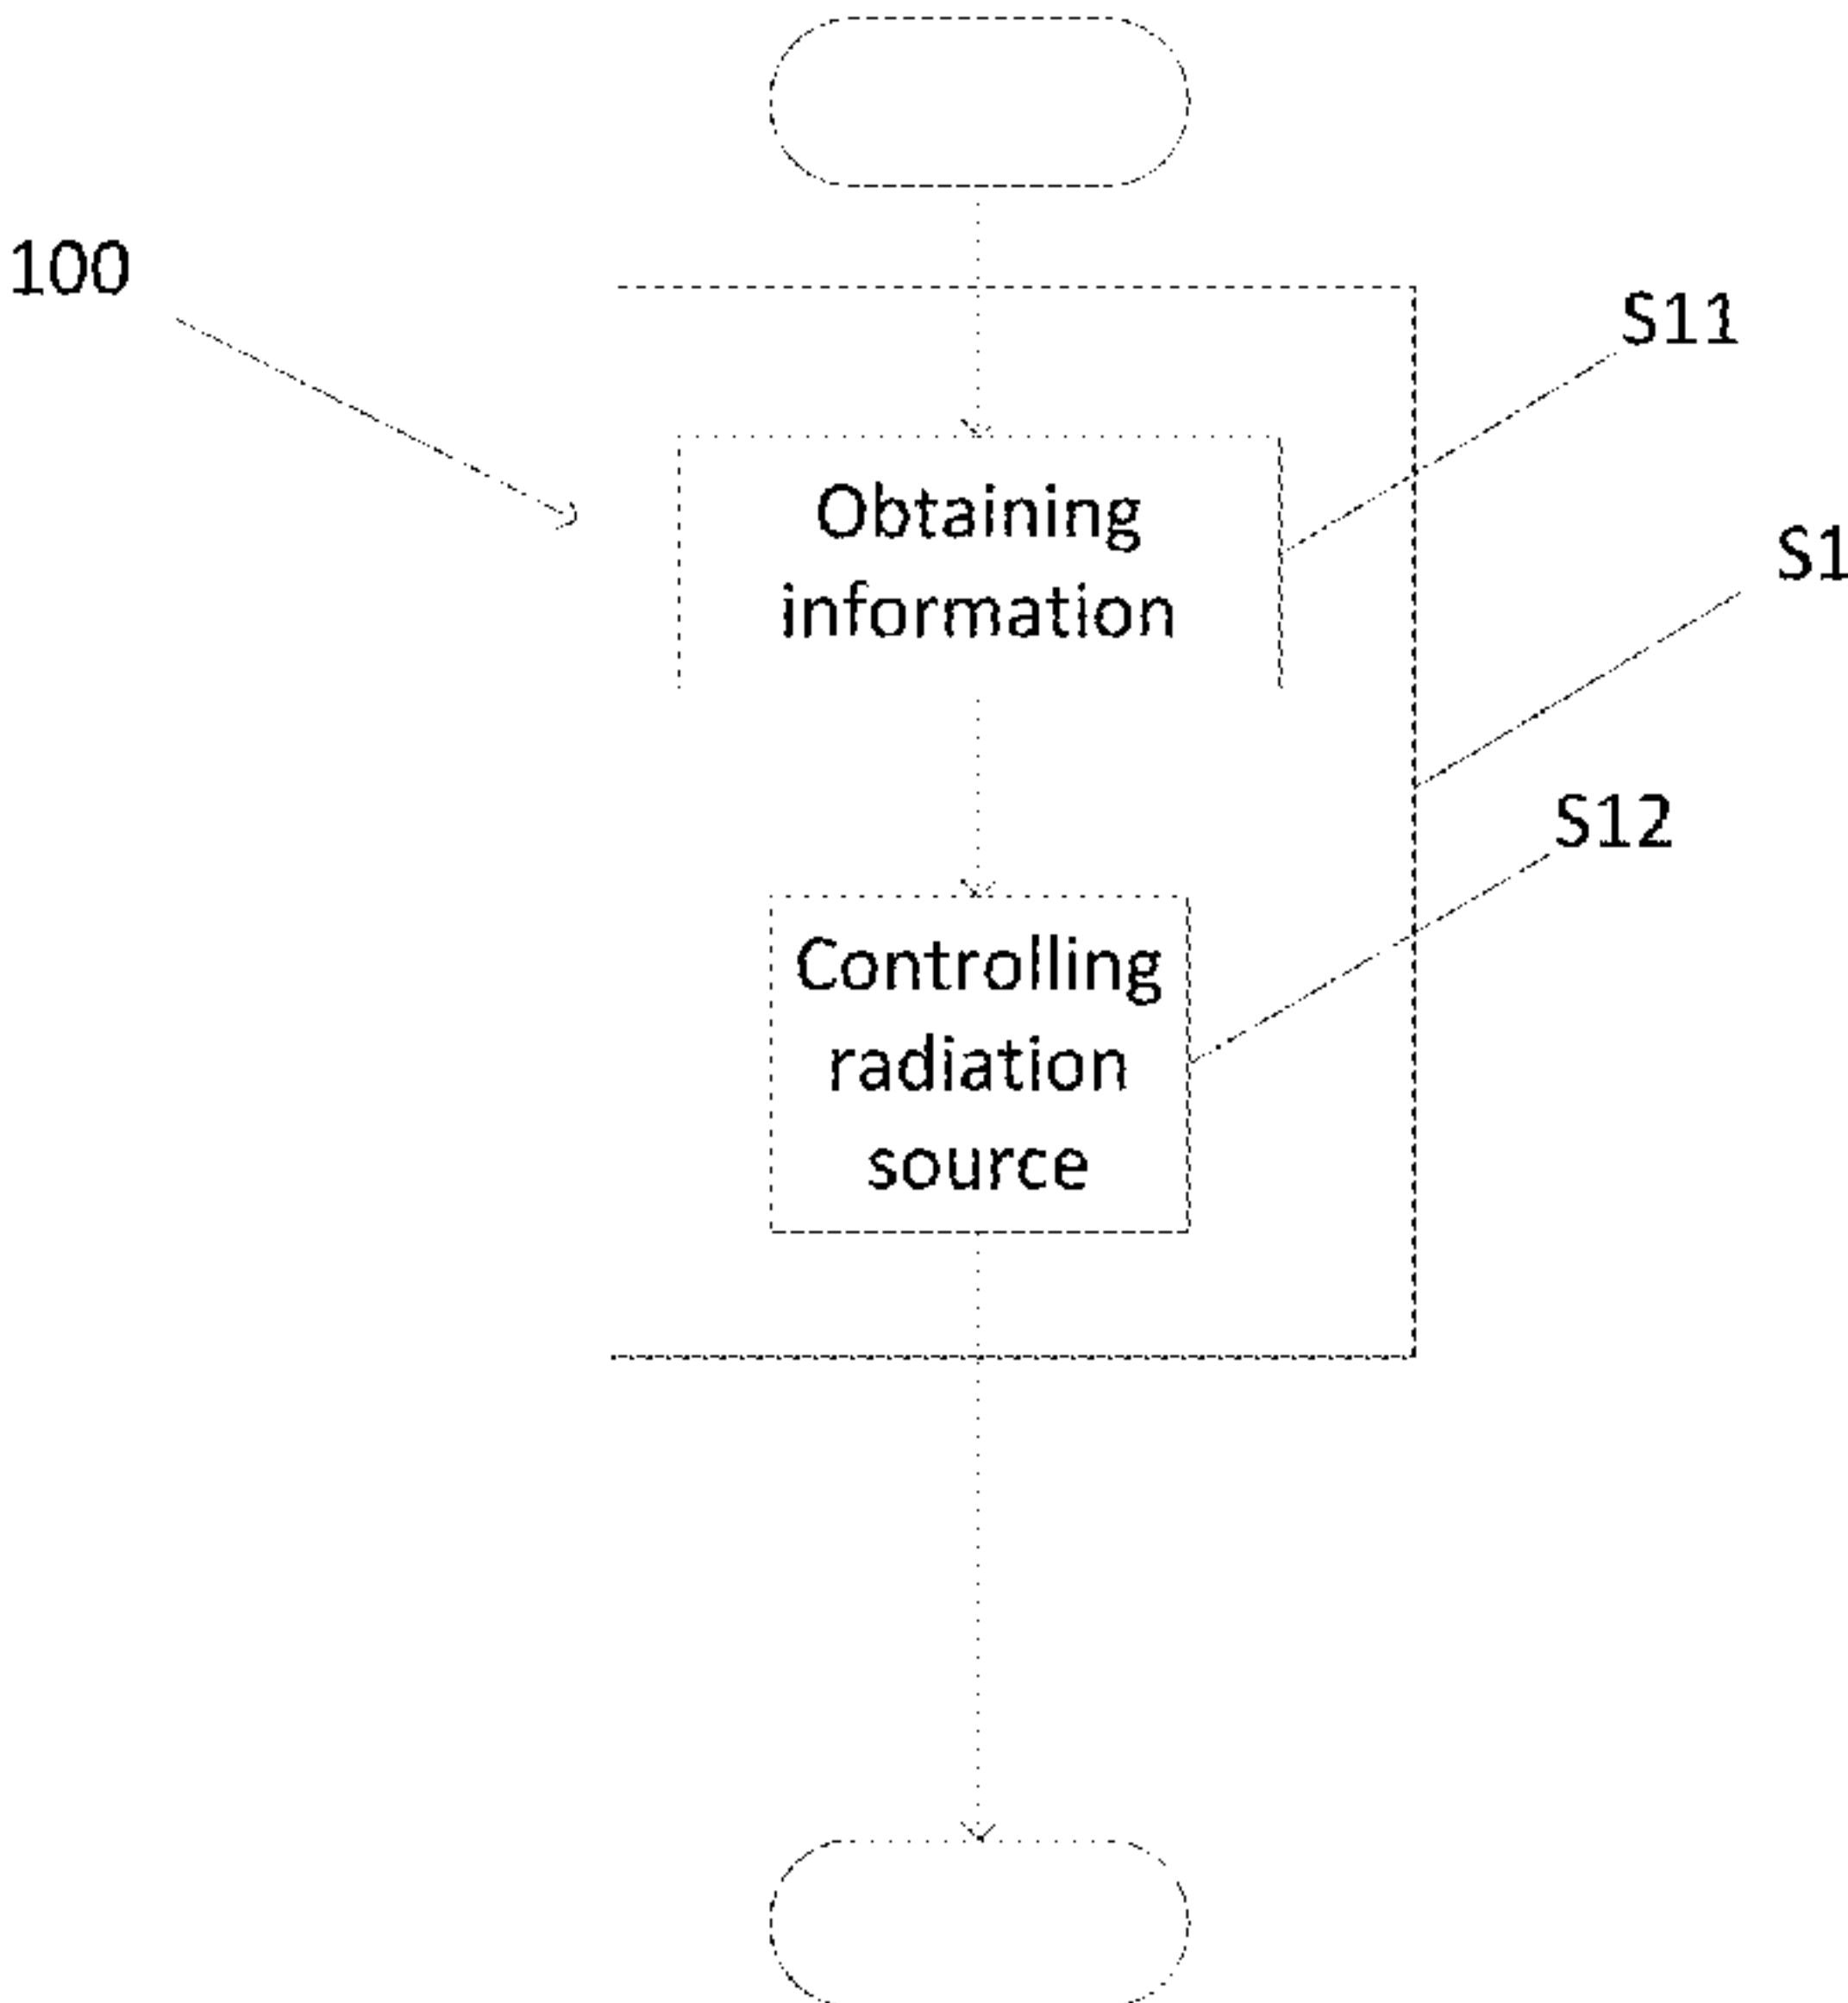 100
S11
Obtaining
information
S1
S12
Controlling
radiation
source